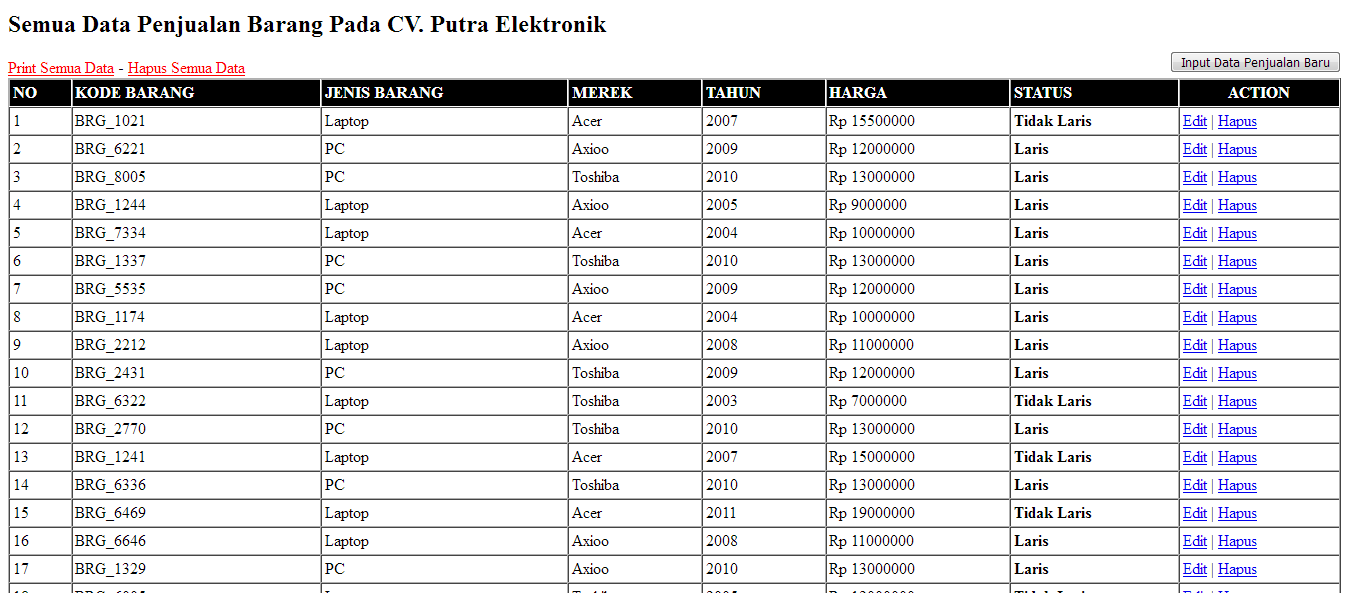 Semua Data Penjualan Barang Pada CV. Putra Elektronik
Print Semua Data - Hapus Semua Data
Input Data Penjualan Baru
NO KODE BARANG JENIS BARANG MEREK TAHUN HARGA STATUS ACTION
1 BRG_1021 Laptop Acer 2007 Rp 15500000 Tidak Laris Edit | Hapus
2 BRG_6221 PC Axioo 2009 Rp 12000000 Laris Edit | Hapus
3 BRG_8005 PC Toshiba 2010 Rp 13000000 Laris Edit | Hapus
4 BRG_1244 Laptop Axioo 2005 Rp 9000000 Laris Edit | Hapus
5 BRG_7334 Laptop Acer 2004 Rp 10000000 Laris Edit | Hapus
6 BRG_1337 PC Toshiba 2010 Rp 13000000 Laris Edit | Hapus
7 BRG_5535 PC Axioo 2009 Rp 12000000 Laris Edit | Hapus
8 BRG_1174 Laptop Acer 2004 Rp 10000000 Laris Edit | Hapus
9 BRG_2212 Laptop Axioo 2008 Rp 11000000 Laris Edit | Hapus
10 BRG_2431 PC Toshiba 2009 Rp 12000000 Laris Edit | Hapus
11 BRG_6322 Laptop Toshiba 2003 Rp 7000000 Tidak Laris Edit | Hapus
12 BRG_2770 PC Toshiba 2010 Rp 13000000 Laris Edit | Hapus
13 BRG_1241 Laptop Acer 2007 Rp 15000000 Tidak Laris Edit | Hapus
14 BRG_6336 PC Toshiba 2010 Rp 13000000 Laris Edit | Hapus
15 BRG_6469 Laptop Acer 2011 Rp 19000000 Tidak Laris Edit | Hapus
16 BRG_6646 Laptop Axioo 2008 Rp 11000000 Laris Edit | Hapus
17 BRG_1329 PC Axioo 2010 Rp 13000000 Laris Edit | Hapus